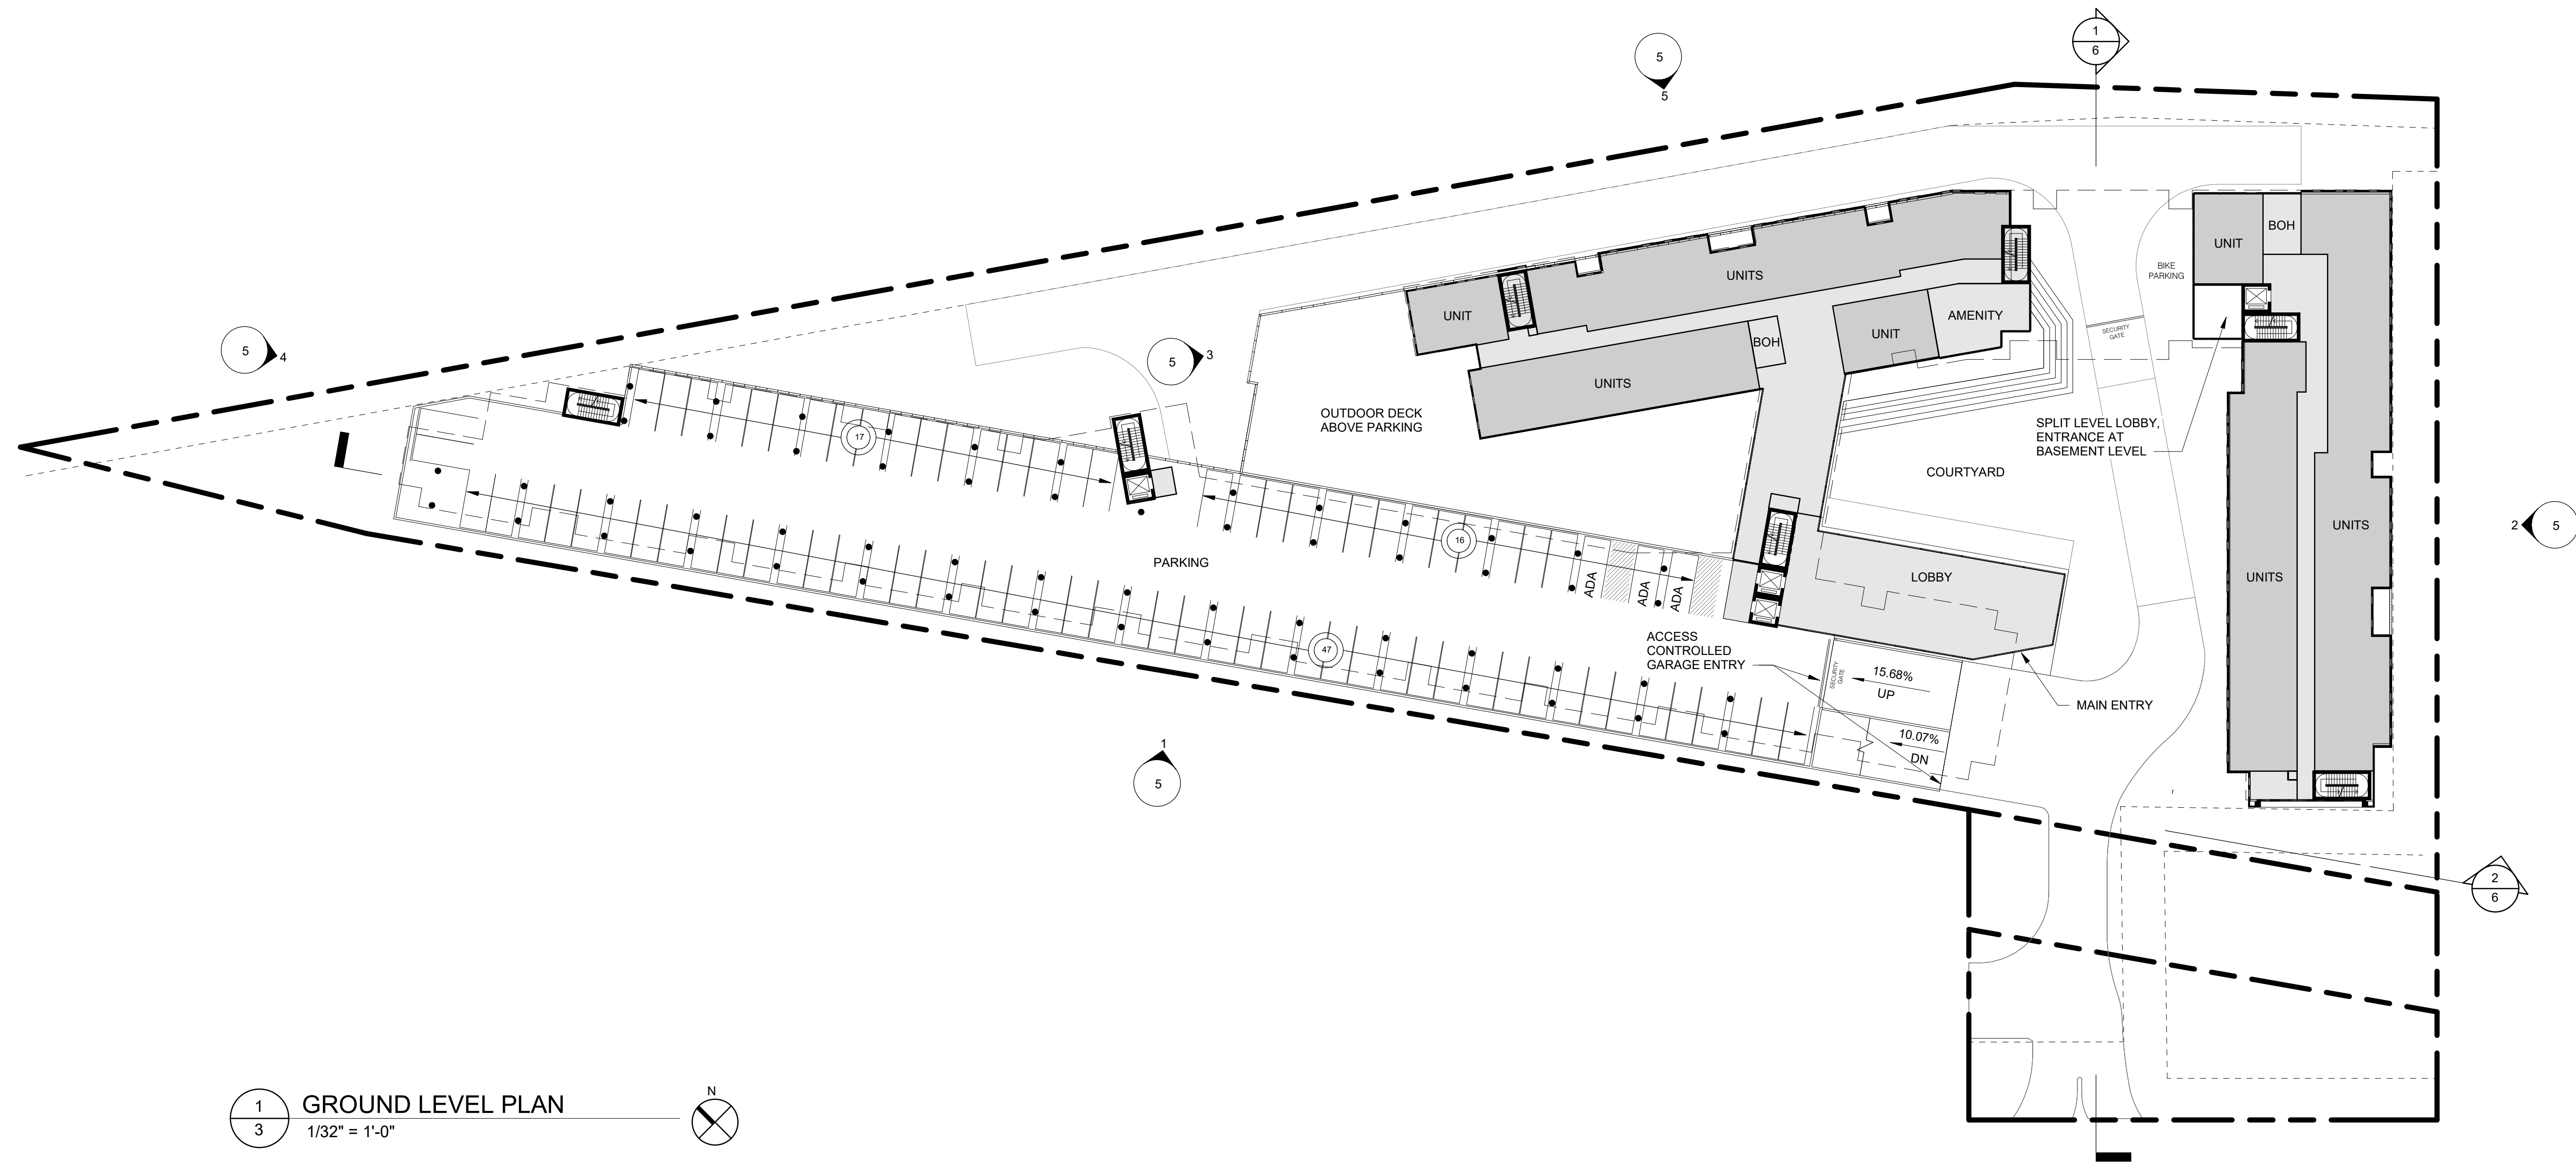 1
6
5
5
BOH
UNIT
BIKE
PARKING
UNITS
UNIT
AMENITY
UNIT
SECURITY
GATE
BOH
5
4
5
3
UNITS
OUTDOOR DECK
ABOVE PARKING
SPLIT LEVEL LOBBY,
ENTRANCE AT
BASEMENT LEVEL
17
COURTYARD
UNITS
2
5
16
PARKING
ADA
ADA
ADA
LOBBY
UNITS
ACCESS
CONTROLLED
GARAGE ENTRY
47
SECURITY
GATE
15.68%
UP
MAIN ENTRY
10.07%
DN
1
5
2
6
1
3
GROUND LEVEL PLAN
1/32" = 1'-0"
N